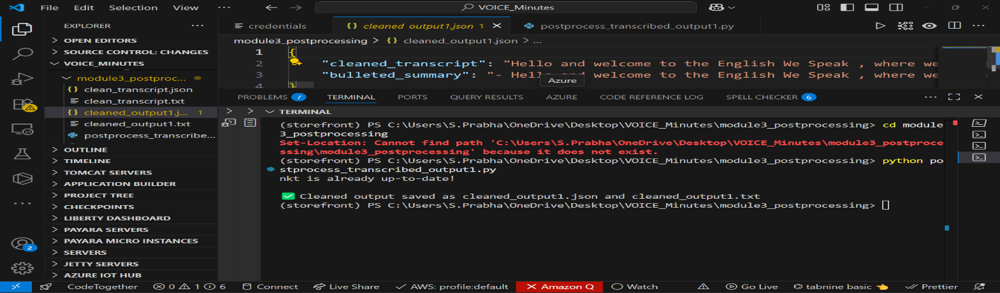 File Edit Selection View ··· VOICE_Minutes
EXPLORER ···
OPEN EDITORS
SOURCE CONTROL: CHANGES
VOICE_MINUTES
module3_postproc...
{} clean_transcript.json
clean_transcript.txt
{} cleaned_output1.j... 1
cleaned_output1.txt
postprocess_transcribe...
OUTLINE
TIMELINE
TOMCAT SERVERS
APPLICATION BUILDER
PROJECT TREE
CHECKPOINTS
LIBERTY DASHBOARD
PAYARA SERVERS
PAYARA MICRO INSTANCES
SERVERS
JETTY SERVERS
AZURE IOT HUB
2
credentials {} cleaned_output1.json 1 postprocess_transcribed_output1.py
module3_postprocessing > {} cleaned_output1.json > ...
1 {
2 "cleaned_transcript": "Hello and welcome to the English We Speak , where we
3 "bulleted_summary": "- Hello and welcome to the English We Speak , where we
4 }
Azure
PROBLEMS 7 TERMINAL PORTS QUERY RESULTS AZURE CODE REFERENCE LOG SPELL CHECKER 6 ···
TERMINAL
(storefront) PS C:\Users\S.Prabha\OneDrive\Desktop\VOICE_Minutes\module3_postprocessing> cd module
3_postprocessing
Set-Location: Cannot find path 'C:\Users\S.Prabha\OneDrive\Desktop\VOICE_Minutes\module3_postproce
ssing\module3_postprocessing' because it does not exist.
(storefront) PS C:\Users\S.Prabha\OneDrive\Desktop\VOICE_Minutes\module3_postprocessing> python po
stprocess_transcribed_output1.py
nkt is already up-to-date!
✅ Cleaned output saved as cleaned_output1.json and cleaned_output1.txt
(storefront) PS C:\Users\S.Prabha\OneDrive\Desktop\VOICE_Minutes\module3_postprocessing>
CodeTogether 0 1 6 Connect Live Share AWS: profile:default Amazon Q Watch Go Live tabnine basic 👈 Prettier